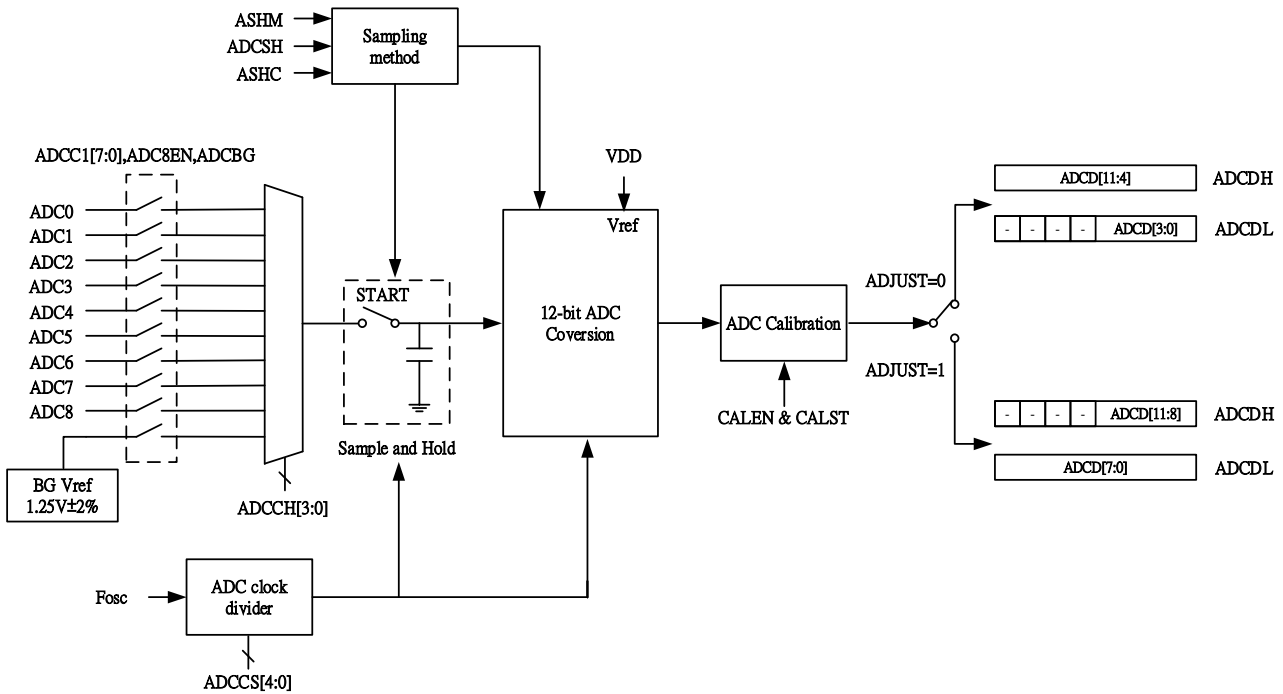 ASHM
ADCSH
ASHC
Sampling
method
ADCC1[7:0],ADC8EN,ADCBG
ADC0
ADC1
ADC2
ADC3
ADC4
ADC5
ADC6
ADC7
ADC8
BG Vref
1.25V±2%
ADCCH[3:0]
START
Sample and Hold
VDD
Vref
12-bit ADC
Coversion
ADC Calibration
CALEN & CALST
ADJUST=0
ADJUST=1
ADCD[11:4]
ADCDH
- - - - ADCD[3:0]
ADCDL
- - - - ADCD[11:8]
ADCDH
ADCD[7:0]
ADCDL
Fosc
ADC clock
divider
ADCCS[4:0]